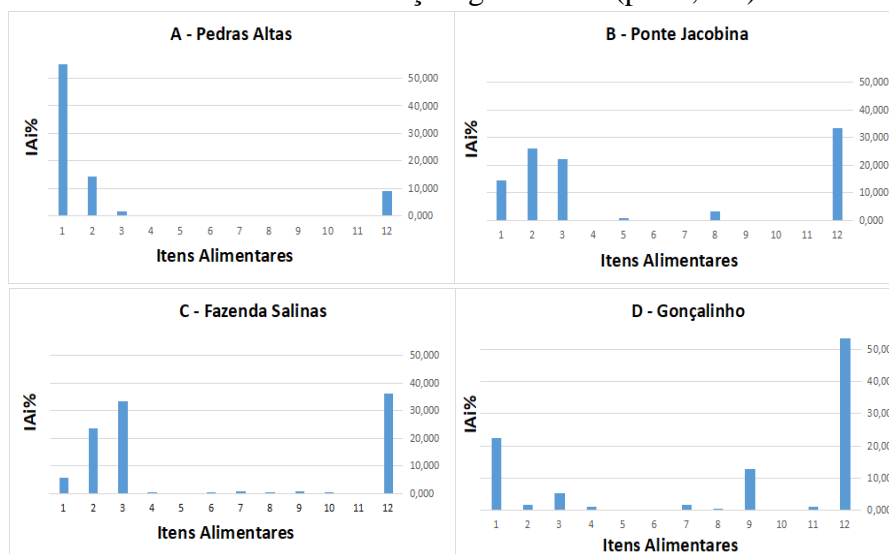 A - Pedras Altas
50,000
40,000
30,000
20,000
10,000
0,000
IAi%
1 2 3 4 5 6 7 8 9 10 11 12
Itens Alimentares
B - Ponte Jacobina
50,000
40,000
30,000
20,000
10,000
0,000
IAi%
1 2 3 4 5 6 7 8 9 10 11 12
Itens Alimentares
C - Fazenda Salinas
50,000
40,000
30,000
20,000
10,000
0,000
IAi%
1 2 3 4 5 6 7 8 9 10 11 12
Itens Alimentares
D - Gonçalinho
50,00
40,00
30,00
20,00
10,00
0,000
IAi%
1 2 3 4 5 6 7 8 9 10 11 12
Itens Alimentares